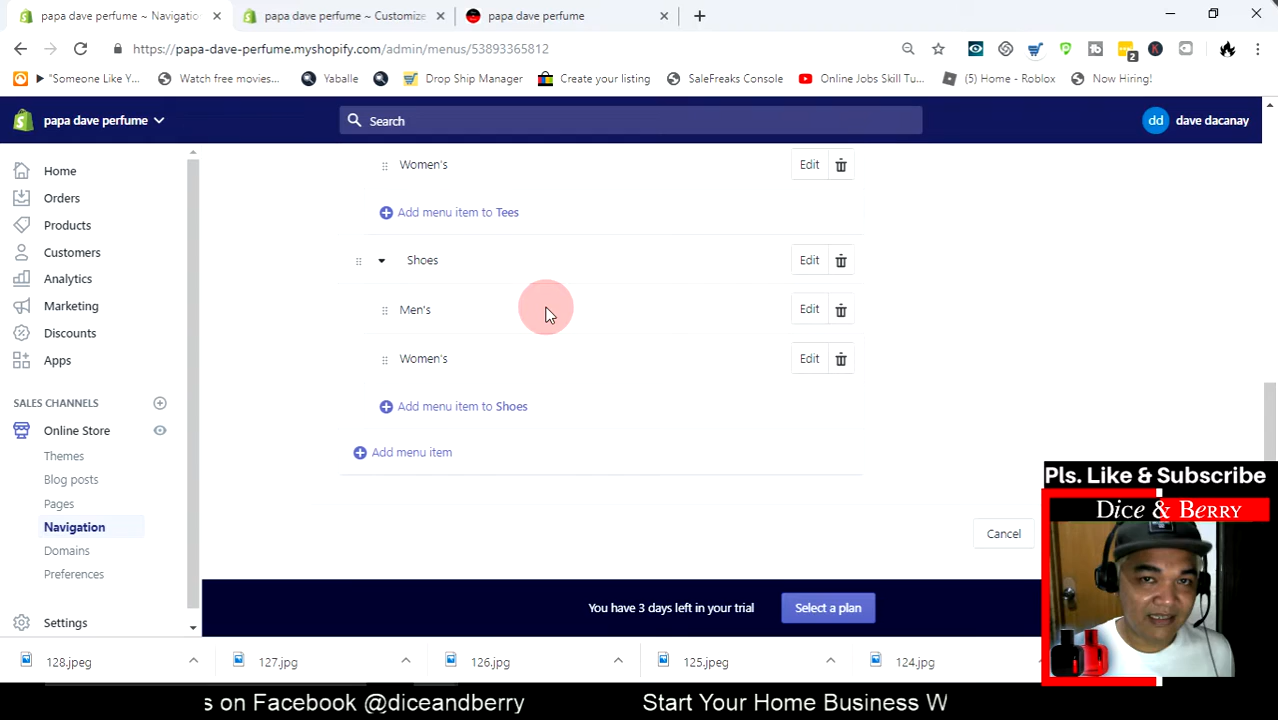 papa dave perfume ~ Navigatio
papa dave perfume ~ Customize
papa dave perfume
https://papa-dave-perfume.myshopify.com/admin/menus/53893365812
2
"Someone Like Y...
Watch free movies...
Yaballe
Drop Ship Manager
Create your listing
SaleFreaks Console
Online Jobs Skill Tu...
(5) Home - Roblox
Now Hiring!
papa dave perfume
Search
dd
dave dacanay
Home
Orders
Products
Customers
Analytics
Marketing
Discounts
Apps
SALES CHANNELS
Online Store
Themes
Blog posts
Pages
Navigation
Domains
Preferences
Settings
Women's
Edit
Add menu item to Tees
Shoes
Edit
Men's
Edit
Women's
Edit
Add menu item to Shoes
Add menu item
Cancel
You have 3 days left in your trial
Select a plan
Pls. Like & Subscribe
Dice & Berry
128.jpeg
127.jpg
126.jpg
125.jpeg
124.jpg
s on Facebook @diceandberry
Start Your Home Business W